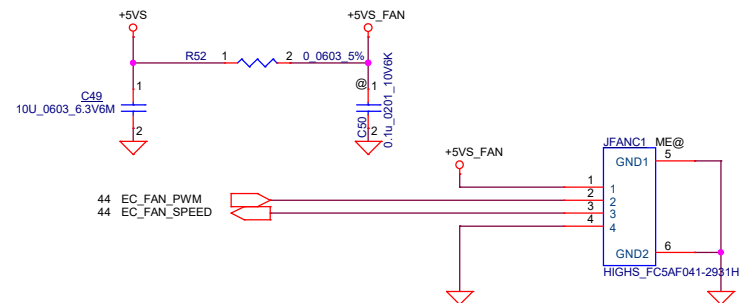 +5VS
+5VS_FAN
R52 1 2 0_0603_5%
C49
10U_0603_6.3V6M
1
2
@
1
2
C50
0.1u_0201_10V6K
+5VS_FAN
JFANC1 ME@
GND1 5
1 1
44 EC_FAN_PWM 2 2
44 EC_FAN_SPEED 3 3
4 4
GND2 6
HIGHS_FC5AF041-2931H